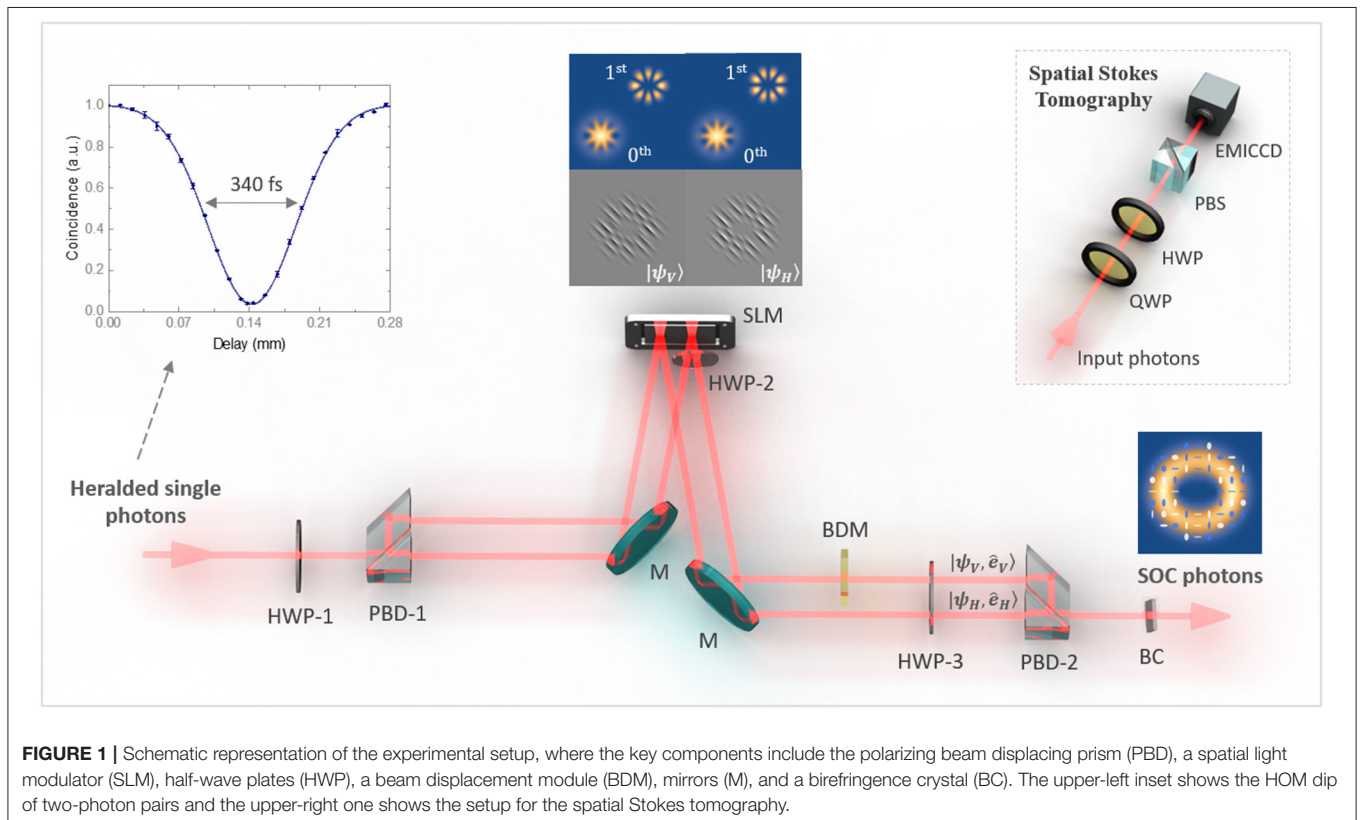 1.0
0.8
0.6
0.4
0.2
0.0
0.00 0.07 0.14 0.21 0.28
Coincidence (a.u.)
Delay (mm)
340 fs
1st 1st
0th 0th
|ψV⟩ |ψH⟩
SLM
HWP-2
Spatial Stokes
Tomography
EMICCD
PBS
HWP
QWP
Input photons
Heralded single
photons
HWP-1
PBD-1
M
M
BDM
|ψV, êV⟩
|ψH, êH⟩
HWP-3
PBD-2
SOC photons
BC
FIGURE 1 | Schematic representation of the experimental setup, where the key components include the polarizing beam displacing prism (PBD), a spatial light
modulator (SLM), half-wave plates (HWP), a beam displacement module (BDM), mirrors (M), and a birefringence crystal (BC). The upper-left inset shows the HOM dip
of two-photon pairs and the upper-right one shows the setup for the spatial Stokes tomography.